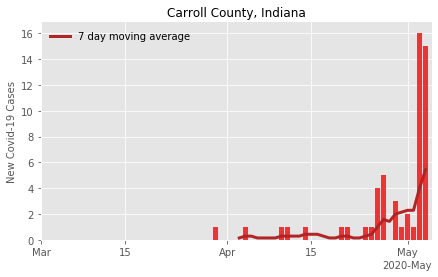 Carroll County, Indiana
7 day moving average
New Covid-19 Cases
16
14
12
10
8
6
4
2
0
Mar 15 Apr 15 May
2020-May